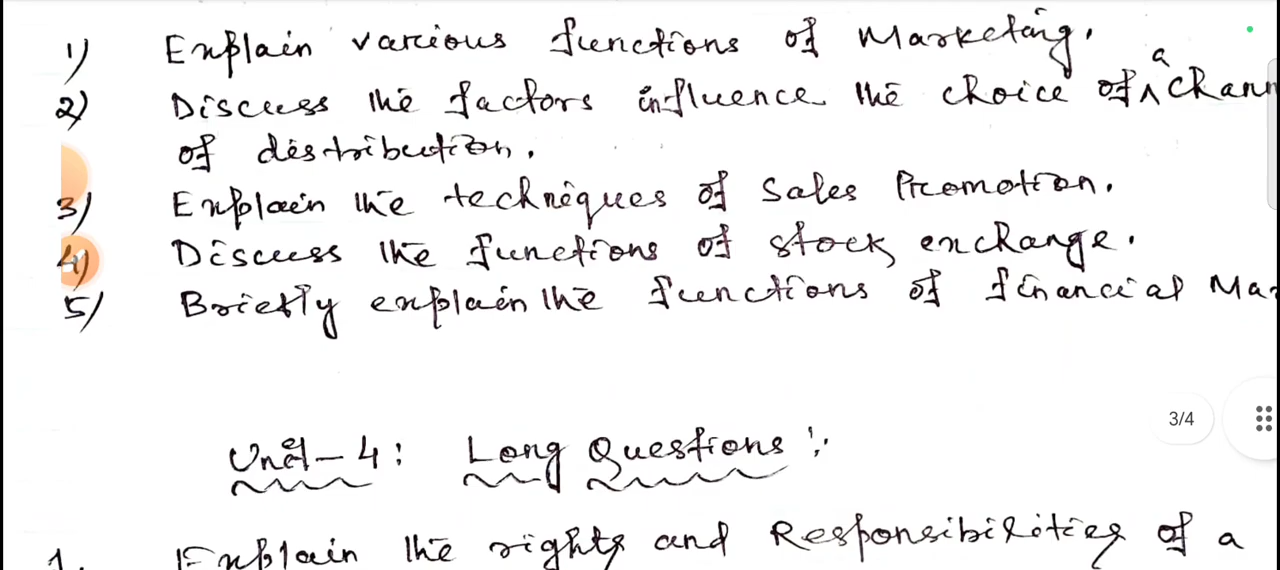 1) Explain various functions of Marketing.
2) Discuss the factors influence the choice of a chann
of distribution.
3) Explain the techniques of Sales Promotion.
4) Discuss the functions of stock exchange.
5) Briefly explain the functions of financial Ma
3/4
Unit-4: Long Questions:
1. Explain the rights and Responsibilities of a